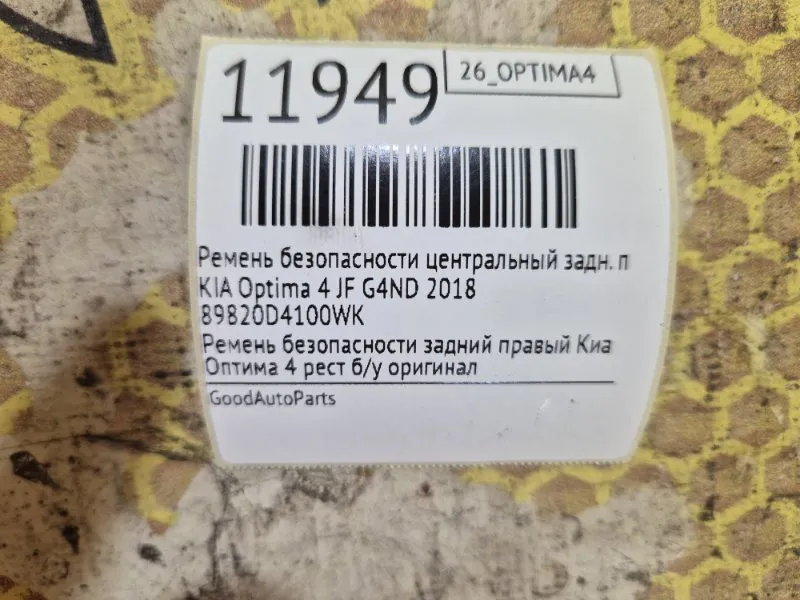 11949
26_OPTIMA4
Ремень безопасности центральный задн. п
KIA Optima 4 JF G4ND 2018
89820D4100WK
Ремень безопасности задний правый Киа
Оптима 4 рест б/у оригинал
GoodAutoParts